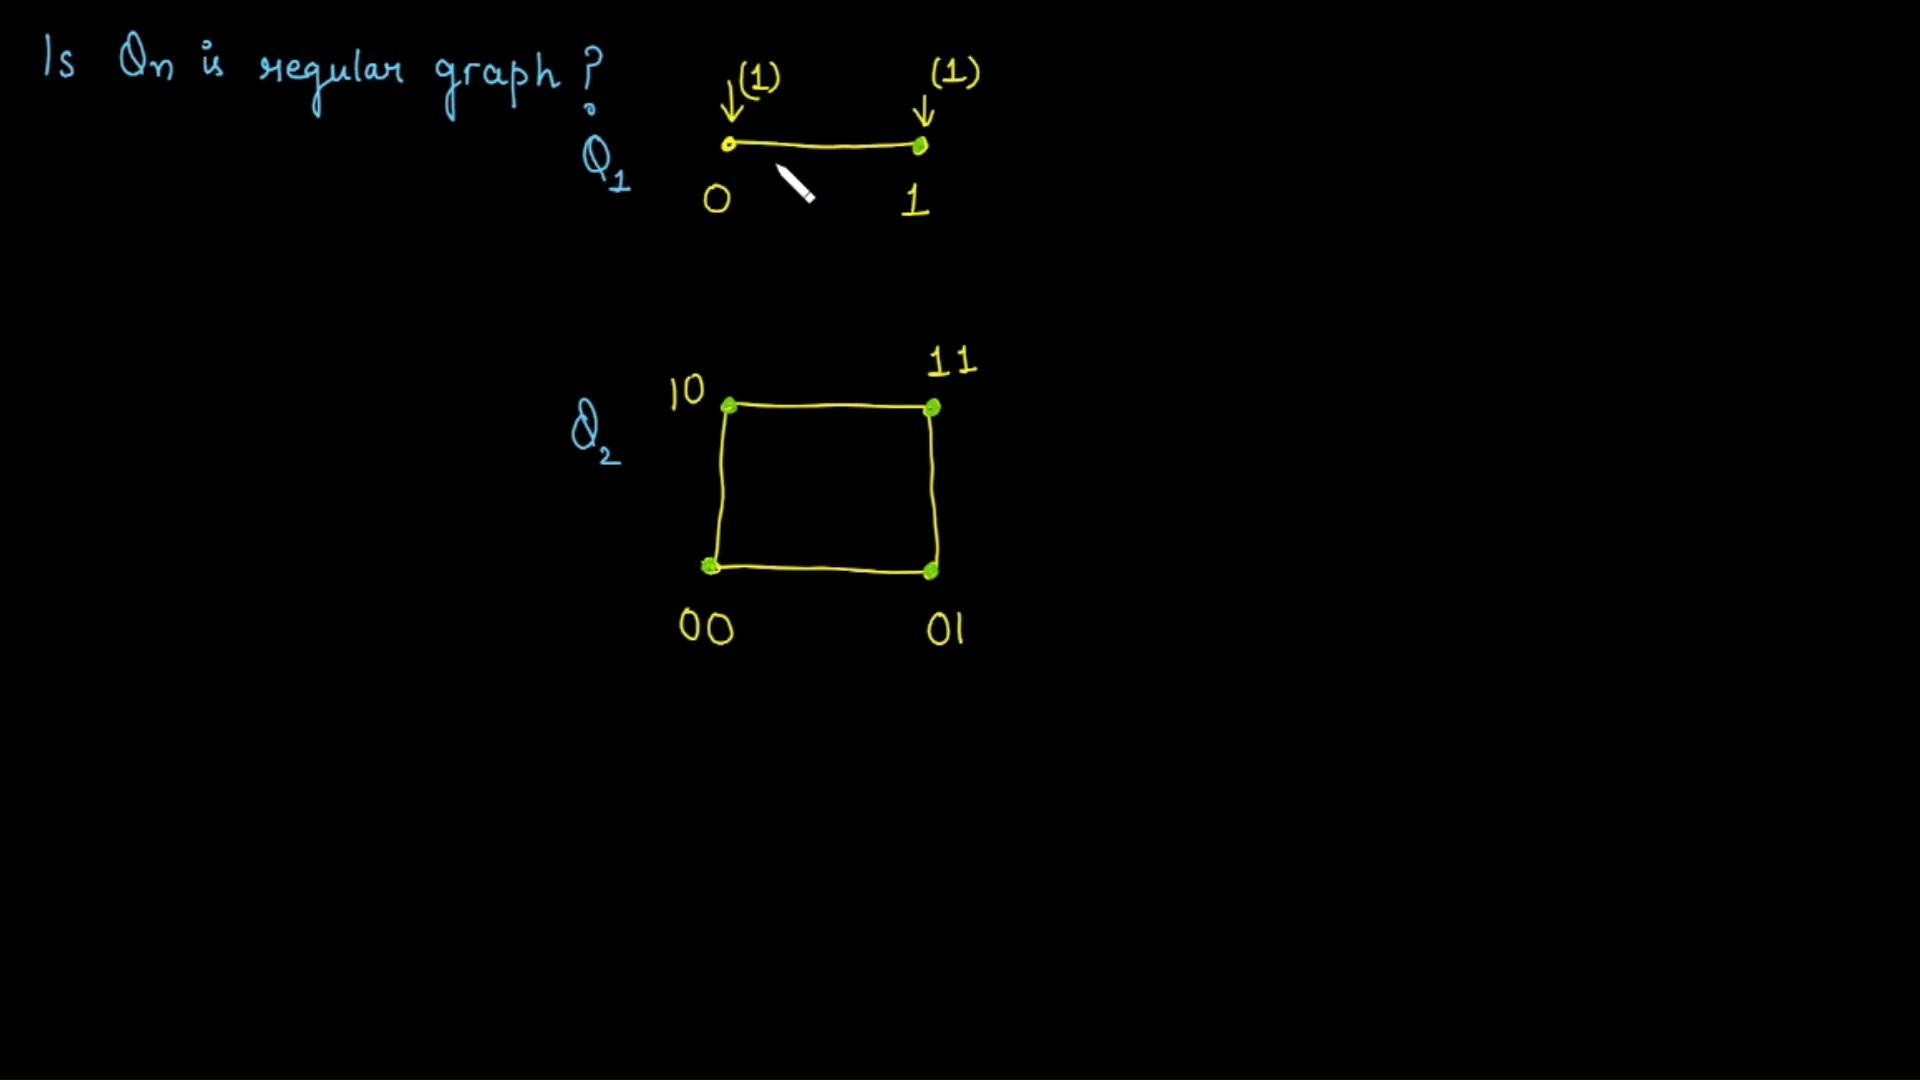 Is Qn is regular graph?
(1) (1)
Q1
0 1
10 11
Q2
00 01